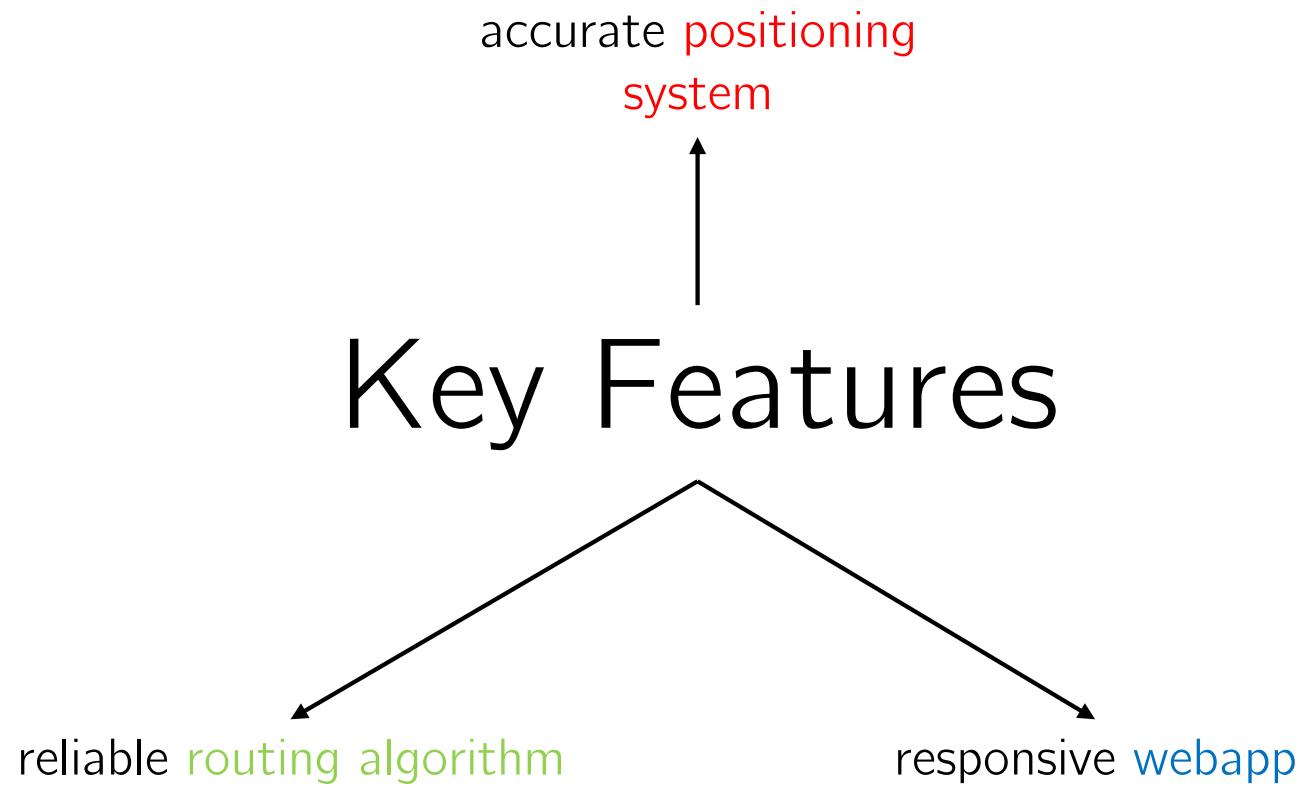 accurate positioning
system
Key Features
reliable routing algorithm
responsive webapp